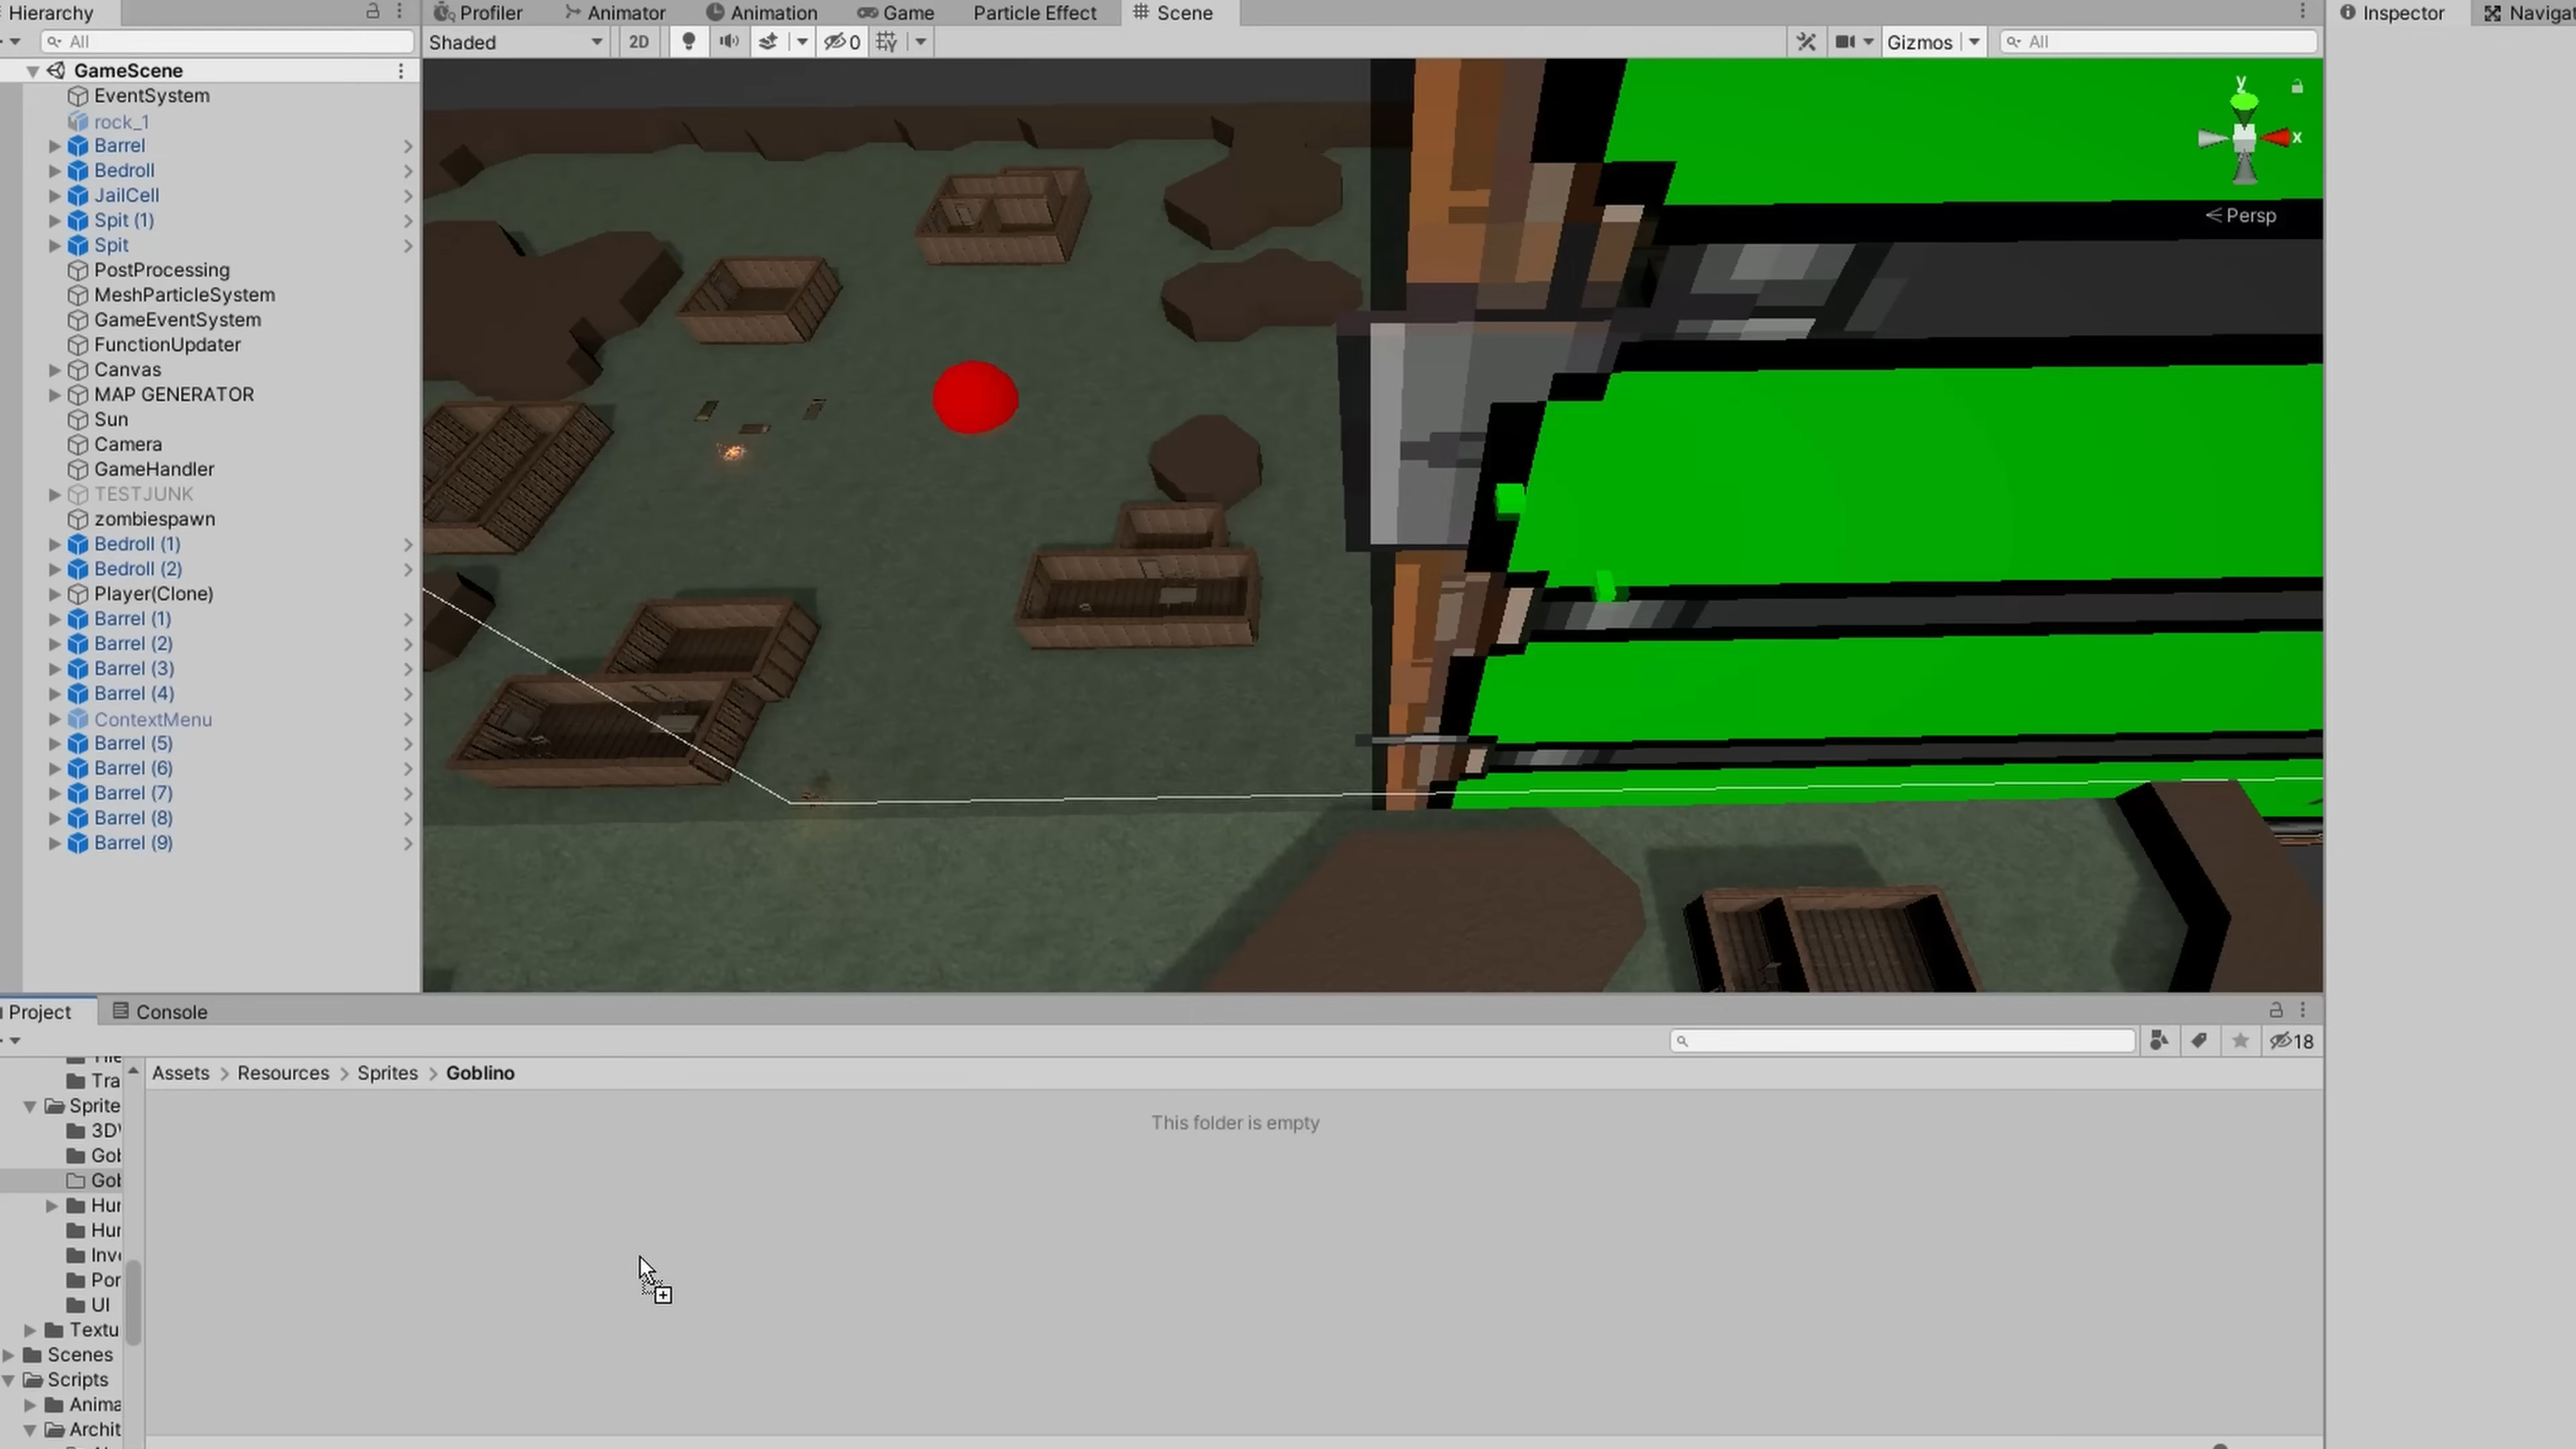 Hierarchy
All
GameScene
EventSystem
rock_1
Barrel
Bedroll
JailCell
Spit (1)
Spit
PostProcessing
MeshParticleSystem
GameEventSystem
FunctionUpdater
Canvas
MAP GENERATOR
Sun
Camera
GameHandler
TESTJUNK
zombiespawn
Bedroll (1)
Bedroll (2)
Player(Clone)
Barrel (1)
Barrel (2)
Barrel (3)
Barrel (4)
ContextMenu
Barrel (5)
Barrel (6)
Barrel (7)
Barrel (8)
Barrel (9)
Profiler Animator Animation Game Particle Effect Scene
Shaded 2D 0 Gizmos All
y
x
Persp
Inspector Navigat
Project Console
18
Tra
Sprite
3D
Gob
Gob
Hur
Hur
Inv
Por
UI
Textu
Scenes
Scripts
Anima
Archit
Assets > Resources > Sprites > Goblino
This folder is empty